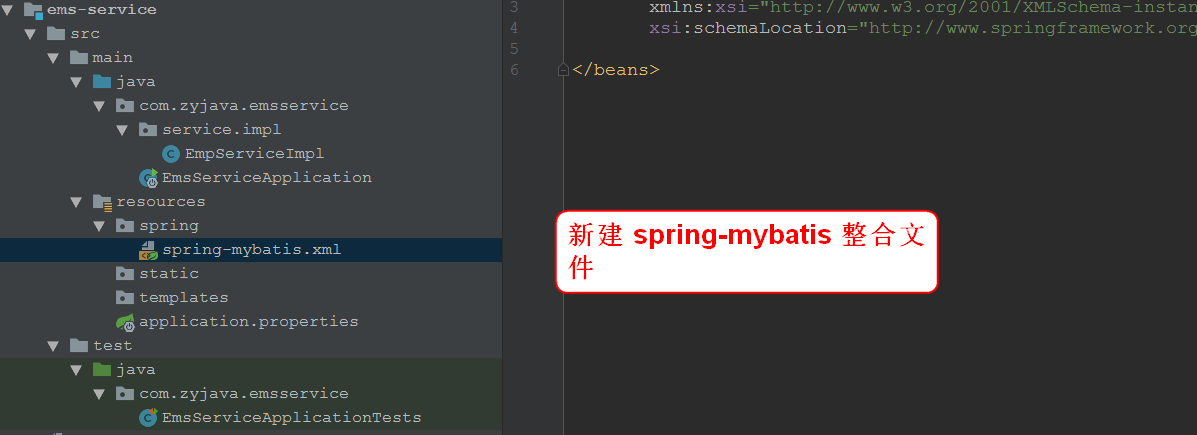 ems-service
src
main
java
com.zyjava.emsservice
service.impl
EmpServiceImpl
EmsServiceApplication
resources
spring
spring-mybatis.xml
static
templates
application.properties
test
java
com.zyjava.emsservice
EmsServiceApplicationTests
3 xmlns:xsi="http://www.w3.org/2001/XMLSchema-instan
4 xsi:schemaLocation="http://www.springframework.org
5
6 </beans>
新建 spring-mybatis 整合文
件